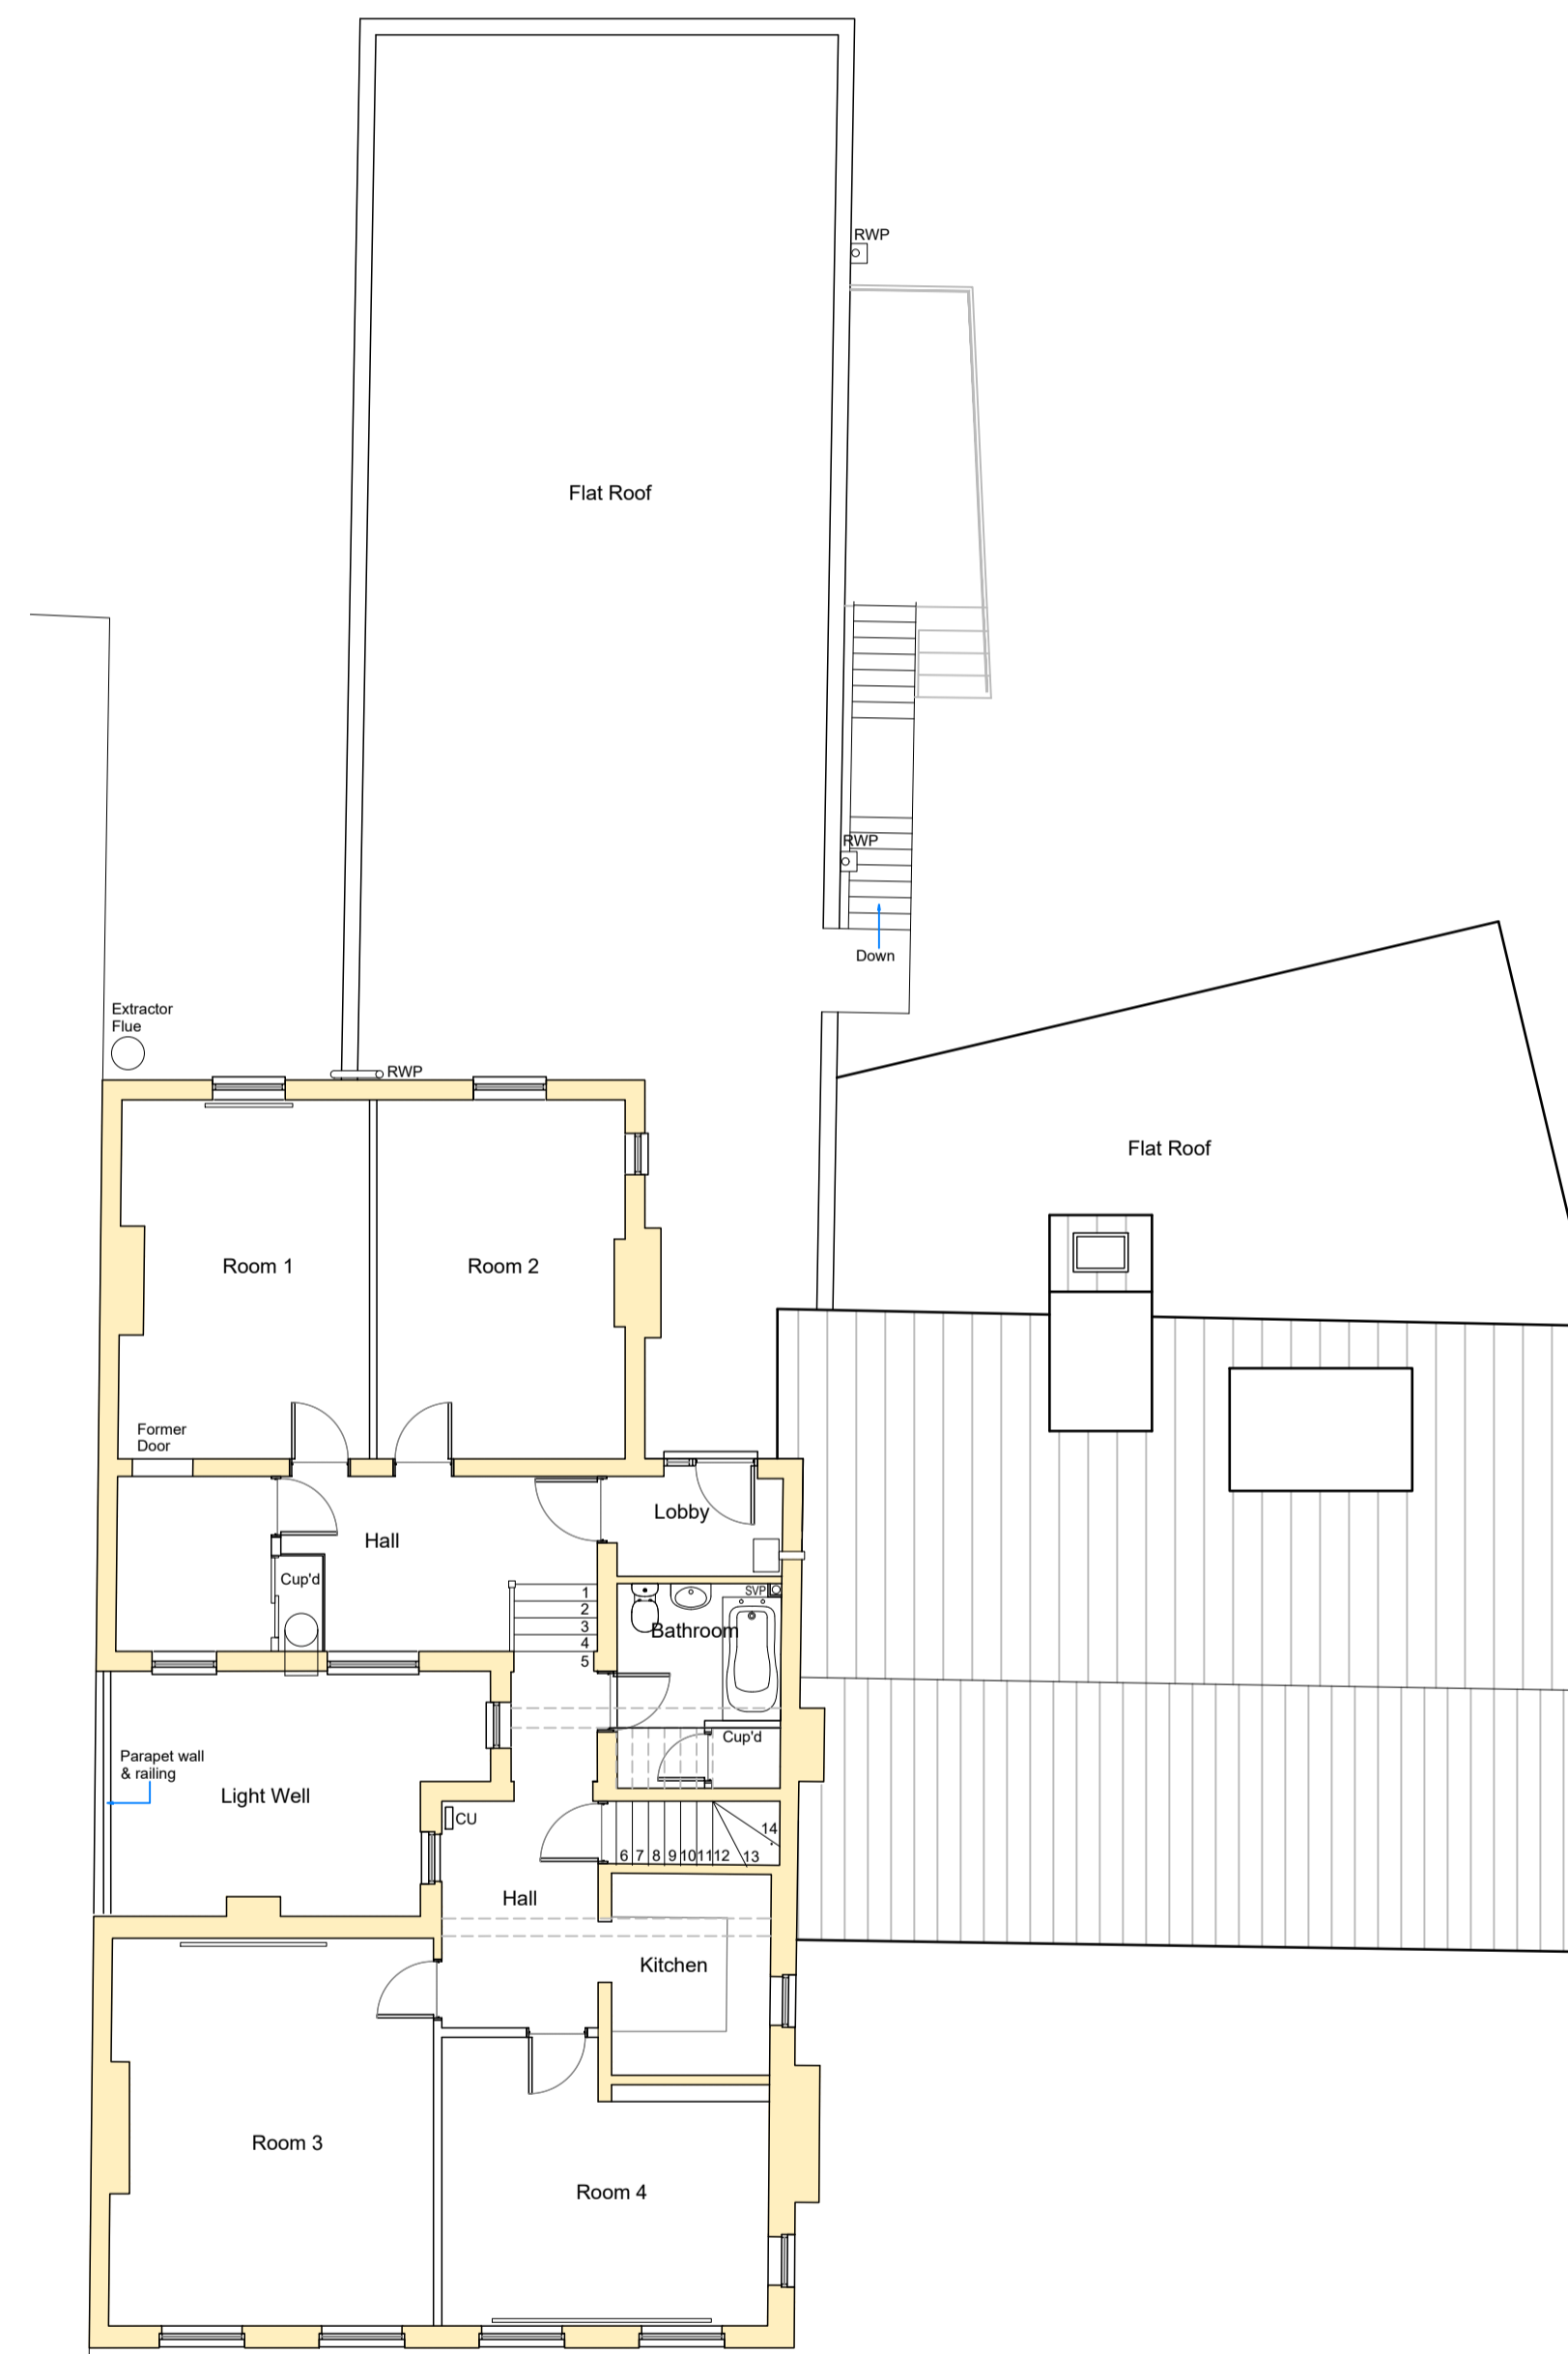 RWP
Flat Roof
RWP
Down
Extractor
Flue
RWP
Flat Roof
Room 1
Room 2
Former
Door
Lobby
Hall
Cup'd
1
2
3
4
5
SVP
Bathroom
Cup'd
Parapet wall
& railing
Light Well
CU
14
6 7 8 9 10 11 12 13
Hall
Kitchen
Room 3
Room 4